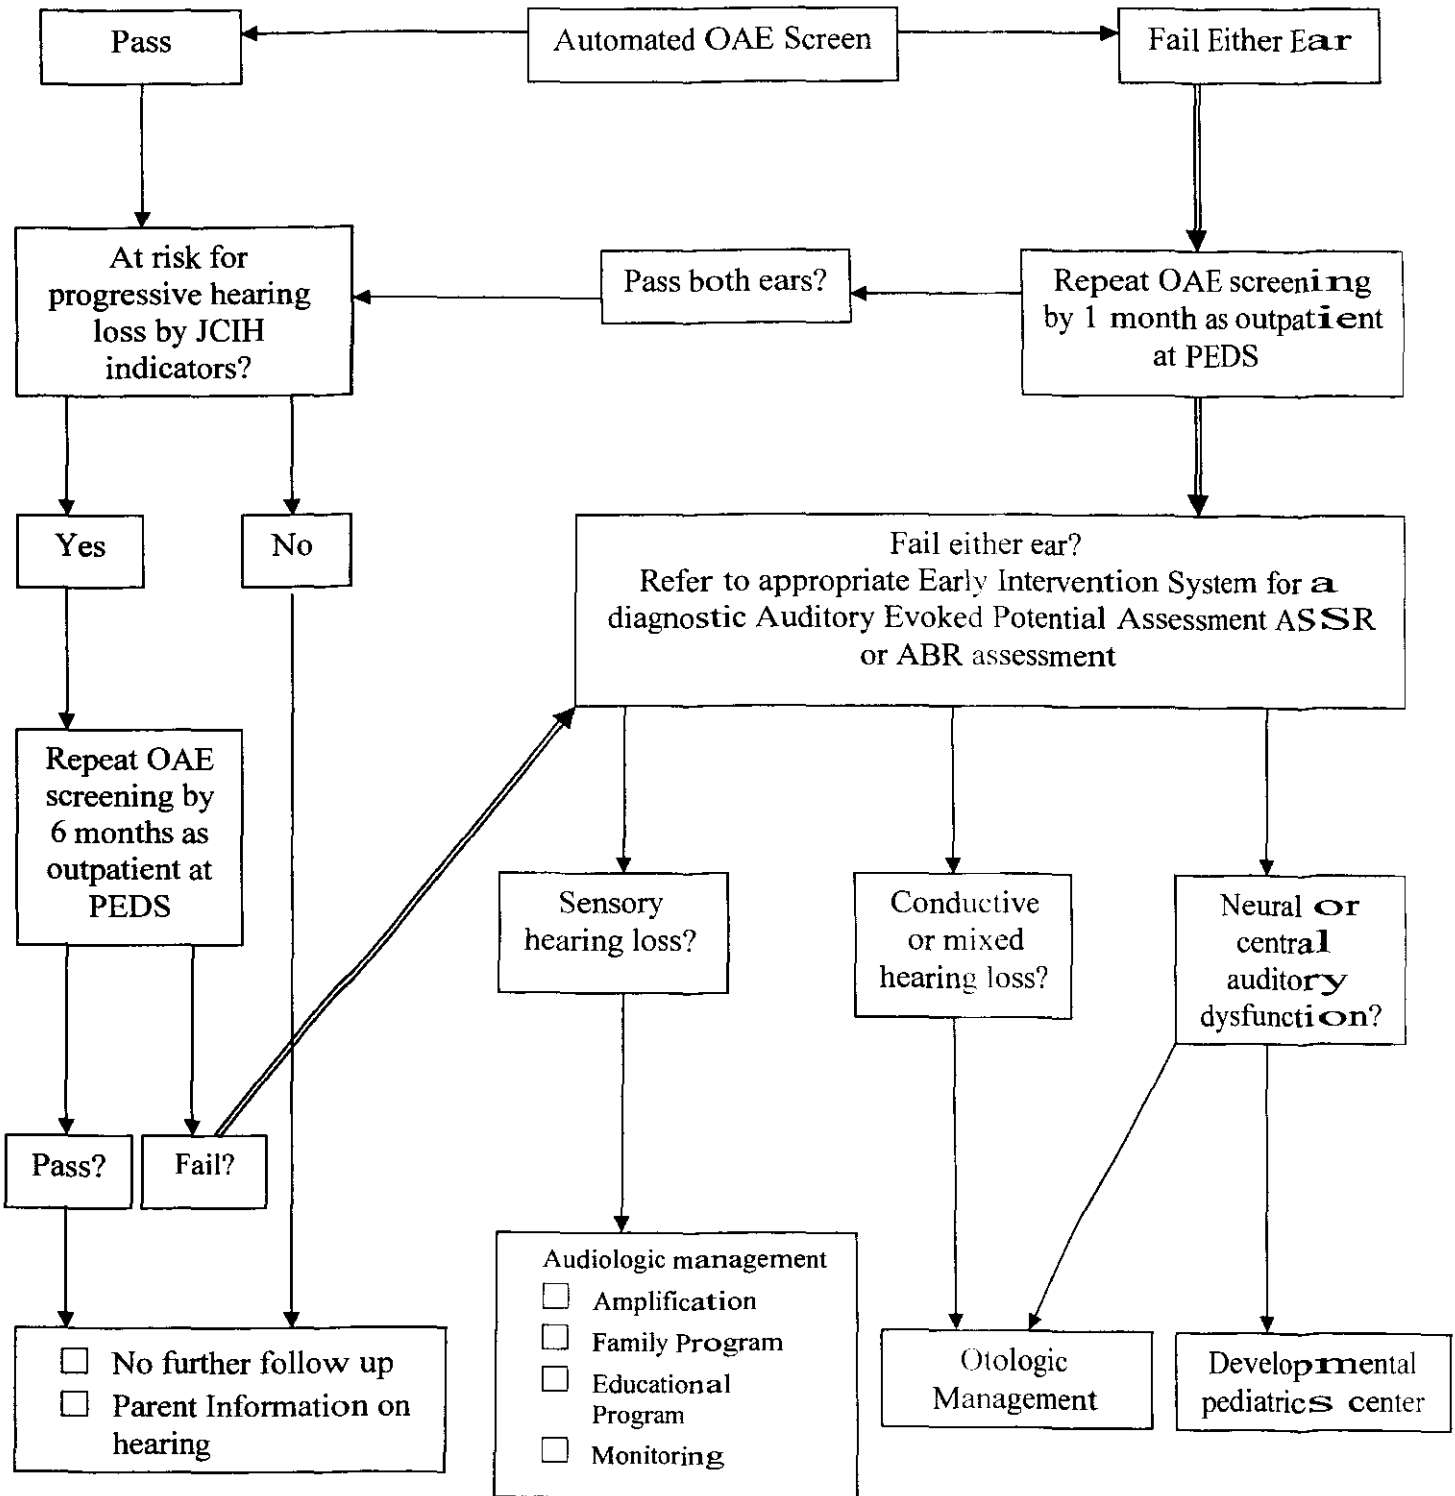 Pass
Automated OAE Screen
Fail Either Ear
At risk for
progressive hearing
loss by JCIH
indicators?
Pass both ears?
Repeat OAE screening
by 1 month as outpatient
at PEDS
Yes
No
Fail either ear?
Refer to appropriate Early Intervention System for a
diagnostic Auditory Evoked Potential Assessment ASSR
or ABR assessment
Repeat OAE
screening by
6 months as
outpatient at
PEDS
Sensory
hearing loss?
Conductive
or mixed
hearing loss?
Neural or
central
auditory
dysfunction?
Pass?
Fail?
No further follow up
Parent Information on
hearing
Audiologic management
Amplification
Family Program
Educational
Program
Monitoring
Otologic
Management
Developmental
pediatrics center